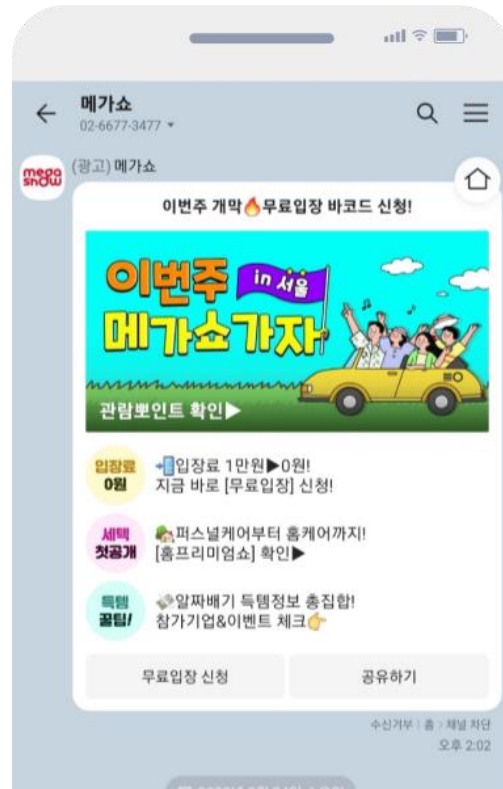 메가쇼
02-6677-3477
mega show
(광고) 메가쇼
이번주 개막🔥무료입장 바코드 신청!
이번주 in 서울
메가쇼가자
관람뽀인트 확인▶
입장료
0원
📲입장료 1만원▶0원!
지금 바로 [무료입장] 신청!
세텍
첫공개
🏡퍼스널케어부터 홈케어까지!
[홈프리미엄쇼] 확인▶
득템
꿀팁!
💸알짜배기 득템정보 총집합!
참가기업&이벤트 체크👉
무료입장 신청
공유하기
수신거부 | 홈 > 채널 차단
오후 2:02